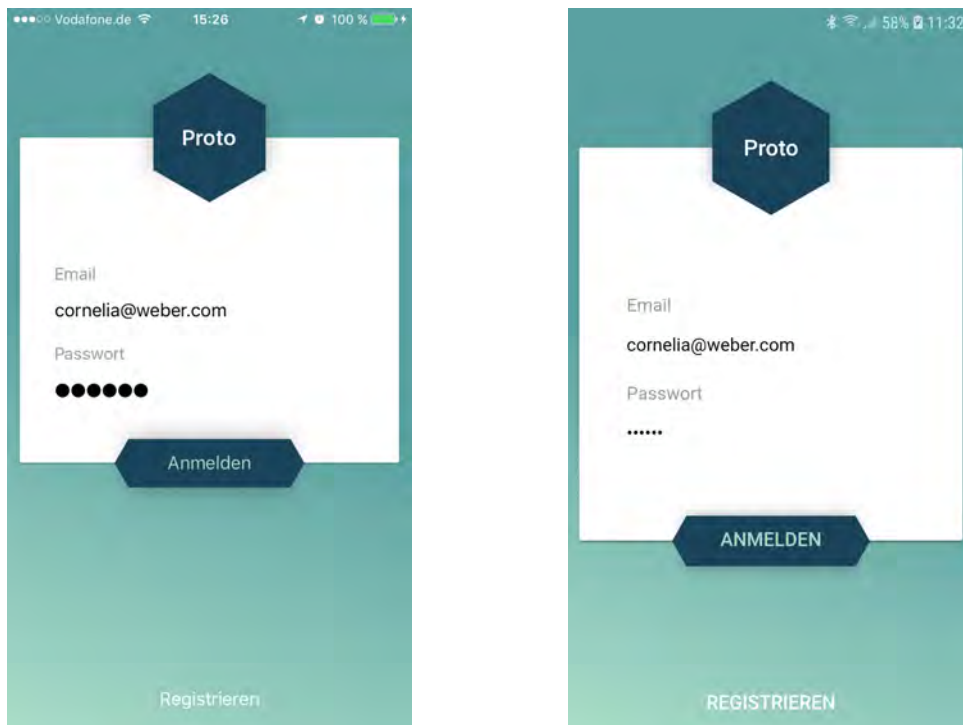 Vodafone.de 15:26 100 %
Proto
Email
cornelia@weber.com
Passwort
●●●●●●
Anmelden
Registrieren
58% 11:32
Proto
Email
cornelia@weber.com
Passwort
••••••
ANMELDEN
REGISTRIEREN